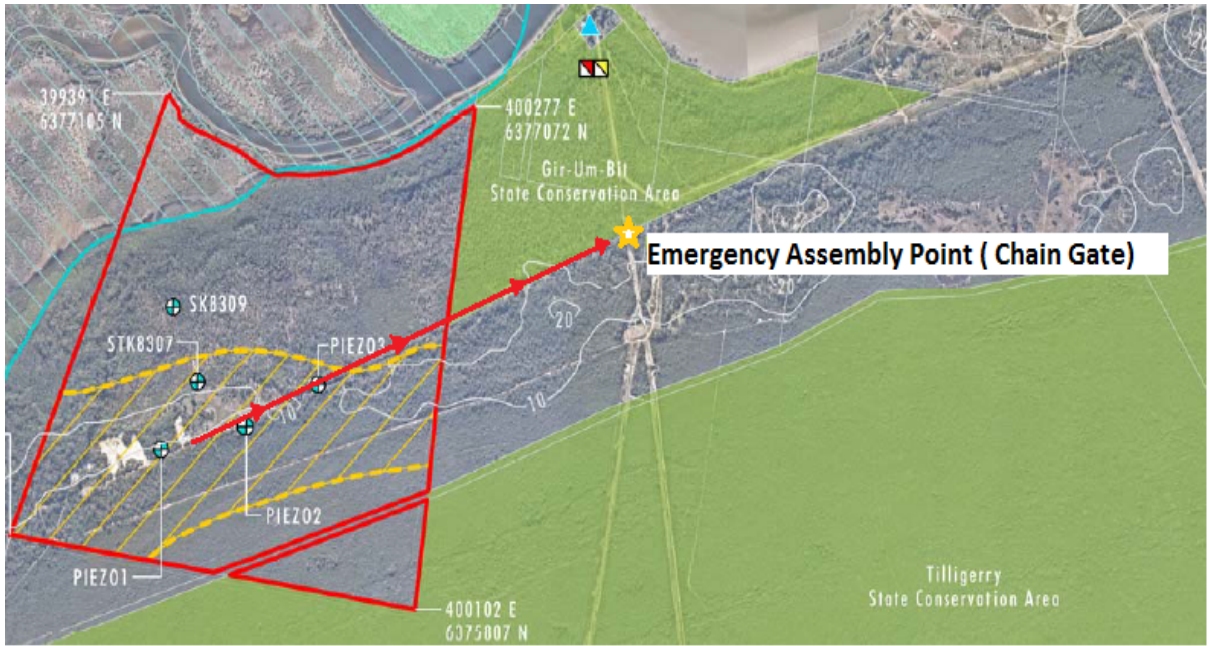 399391 E
6377105 N
400277 E
6377072 N
Gir-Um-Bit
State Conservation Area
Emergency Assembly Point ( Chain Gate)
SK8309
STK8307
PIEZO3
20
20
10
10
PIEZO2
PIEZO1
400102 E
6375807 N
Tilligerry
State Conservation Area